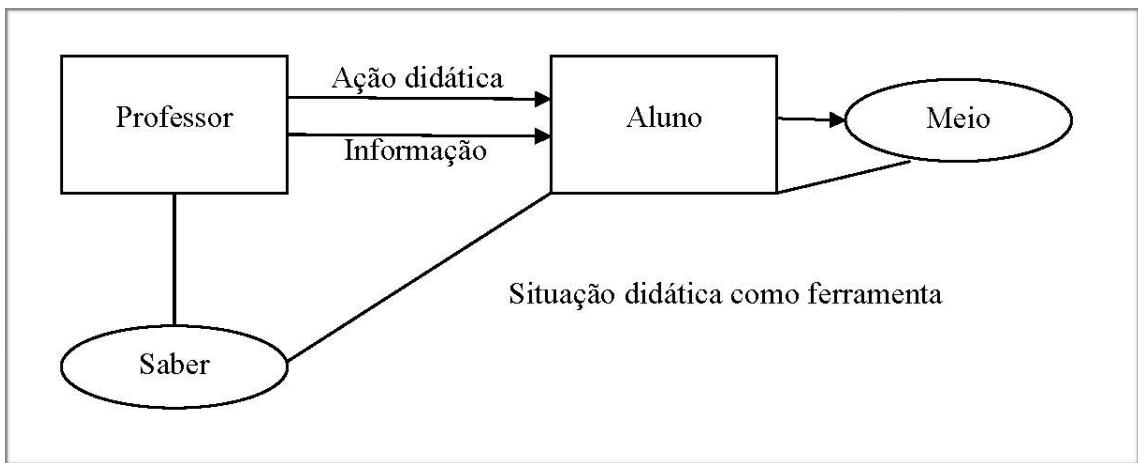 Ação didática
Professor
Aluno
Meio
Informação
Situação didática como ferramenta
Saber